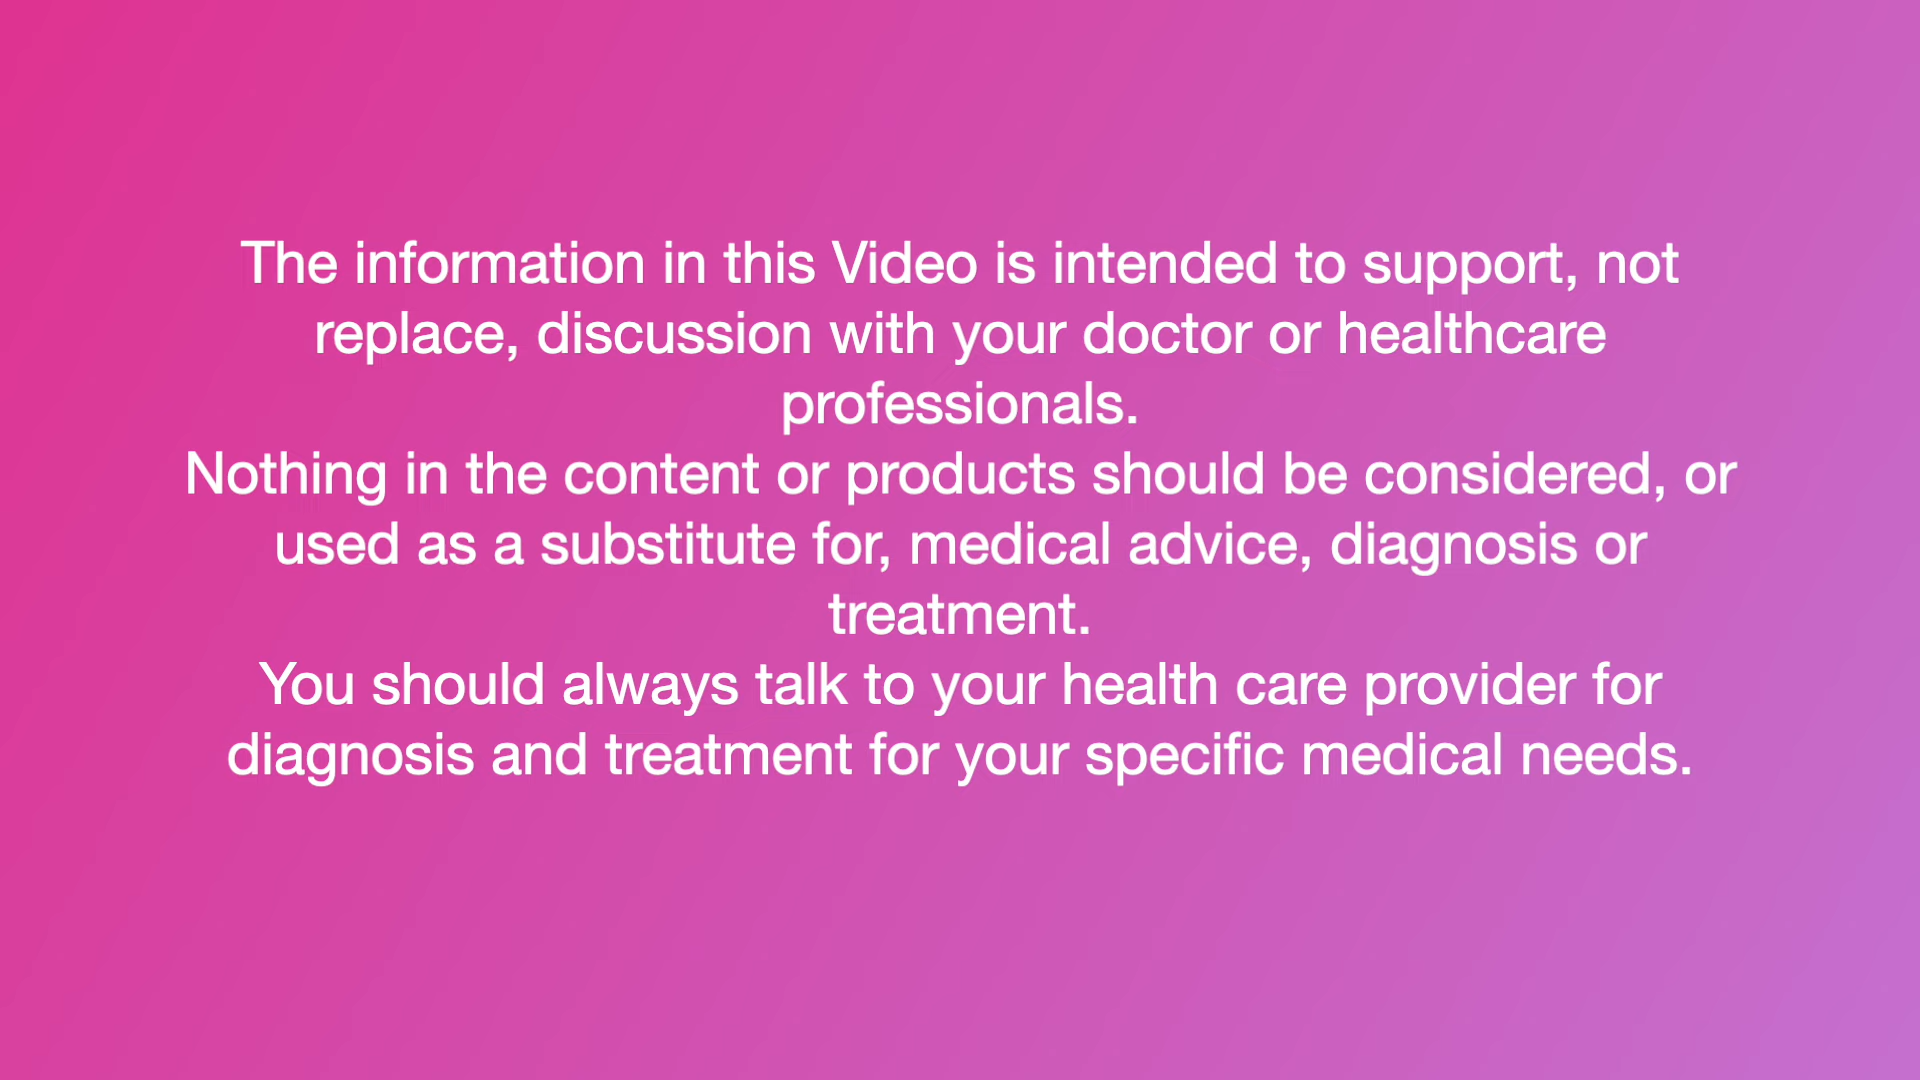 The information in this Video is intended to support, not
replace, discussion with your doctor or healthcare
professionals.
Nothing in the content or products should be considered, or
used as a substitute for, medical advice, diagnosis or
treatment.
You should always talk to your health care provider for
diagnosis and treatment for your specific medical needs.